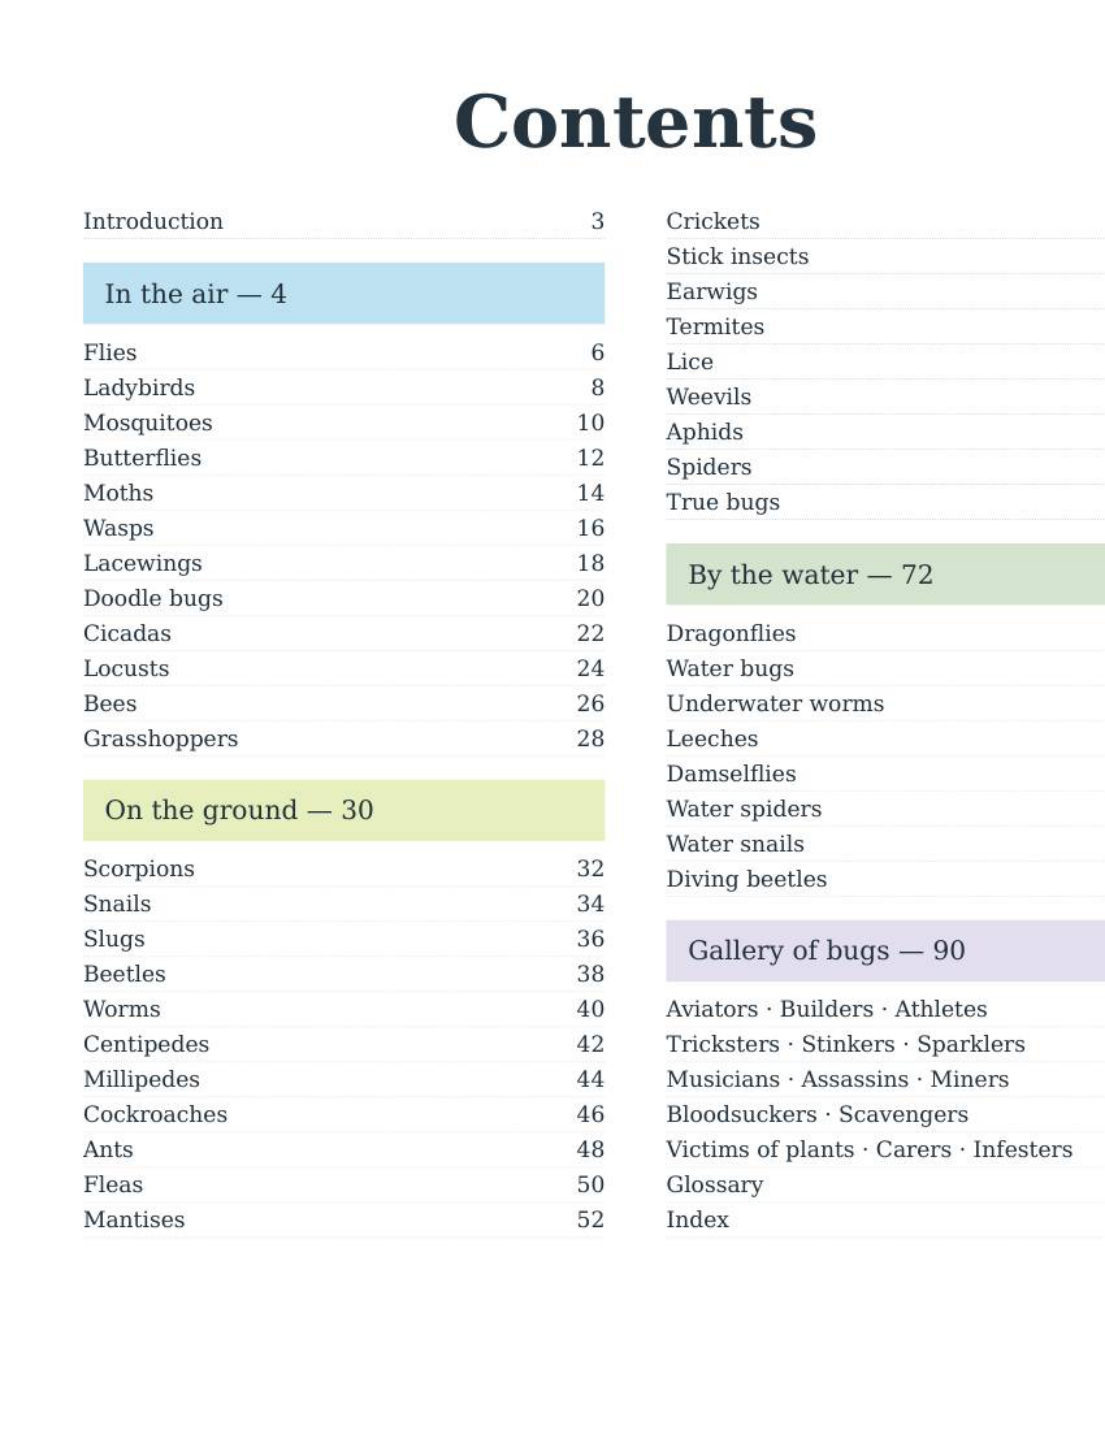 Contents
Introduction 3
In the air — 4
Flies 6
Ladybirds 8
Mosquitoes 10
Butterflies 12
Moths 14
Wasps 16
Lacewings 18
Doodle bugs 20
Cicadas 22
Locusts 24
Bees 26
Grasshoppers 28
On the ground — 30
Scorpions 32
Snails 34
Slugs 36
Beetles 38
Worms 40
Centipedes 42
Millipedes 44
Cockroaches 46
Ants 48
Fleas 50
Mantises 52
Crickets
Stick insects
Earwigs
Termites
Lice
Weevils
Aphids
Spiders
True bugs
By the water — 72
Dragonflies
Water bugs
Underwater worms
Leeches
Damselflies
Water spiders
Water snails
Diving beetles
Gallery of bugs — 90
Aviators · Builders · Athletes
Tricksters · Stinkers · Sparklers
Musicians · Assassins · Miners
Bloodsuckers · Scavengers
Victims of plants · Carers · Infesters
Glossary
Index